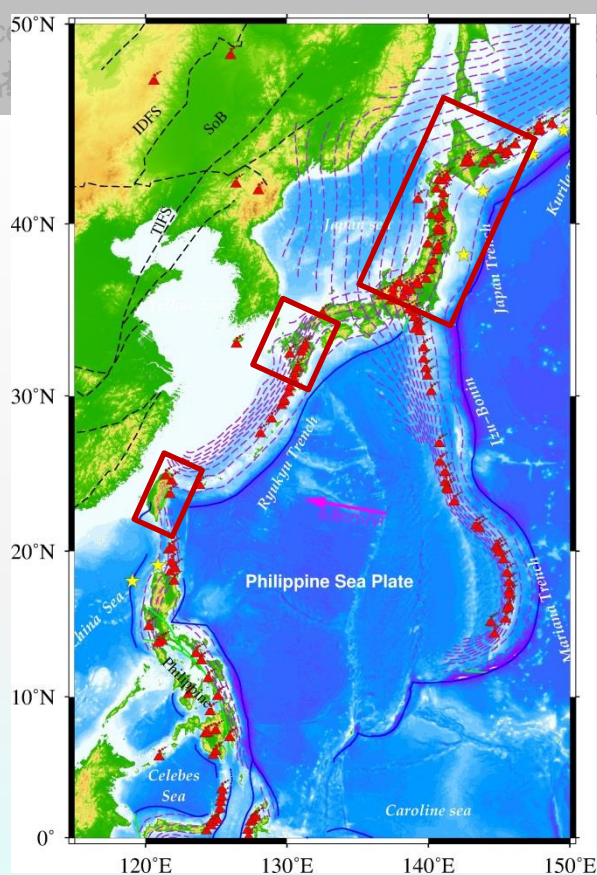 50°N
IDFS
SoB
TLFS
40°N
Japan sea
Kurile T
Japan Trench
30°N
Izu-Bonin
Ryukyu Trench
20°N
Philippine Sea Plate
China Sea
Mariana Trench
Philippine
10°N
Celebes
Sea
Caroline sea
0°
120°E
130°E
140°E
150°E